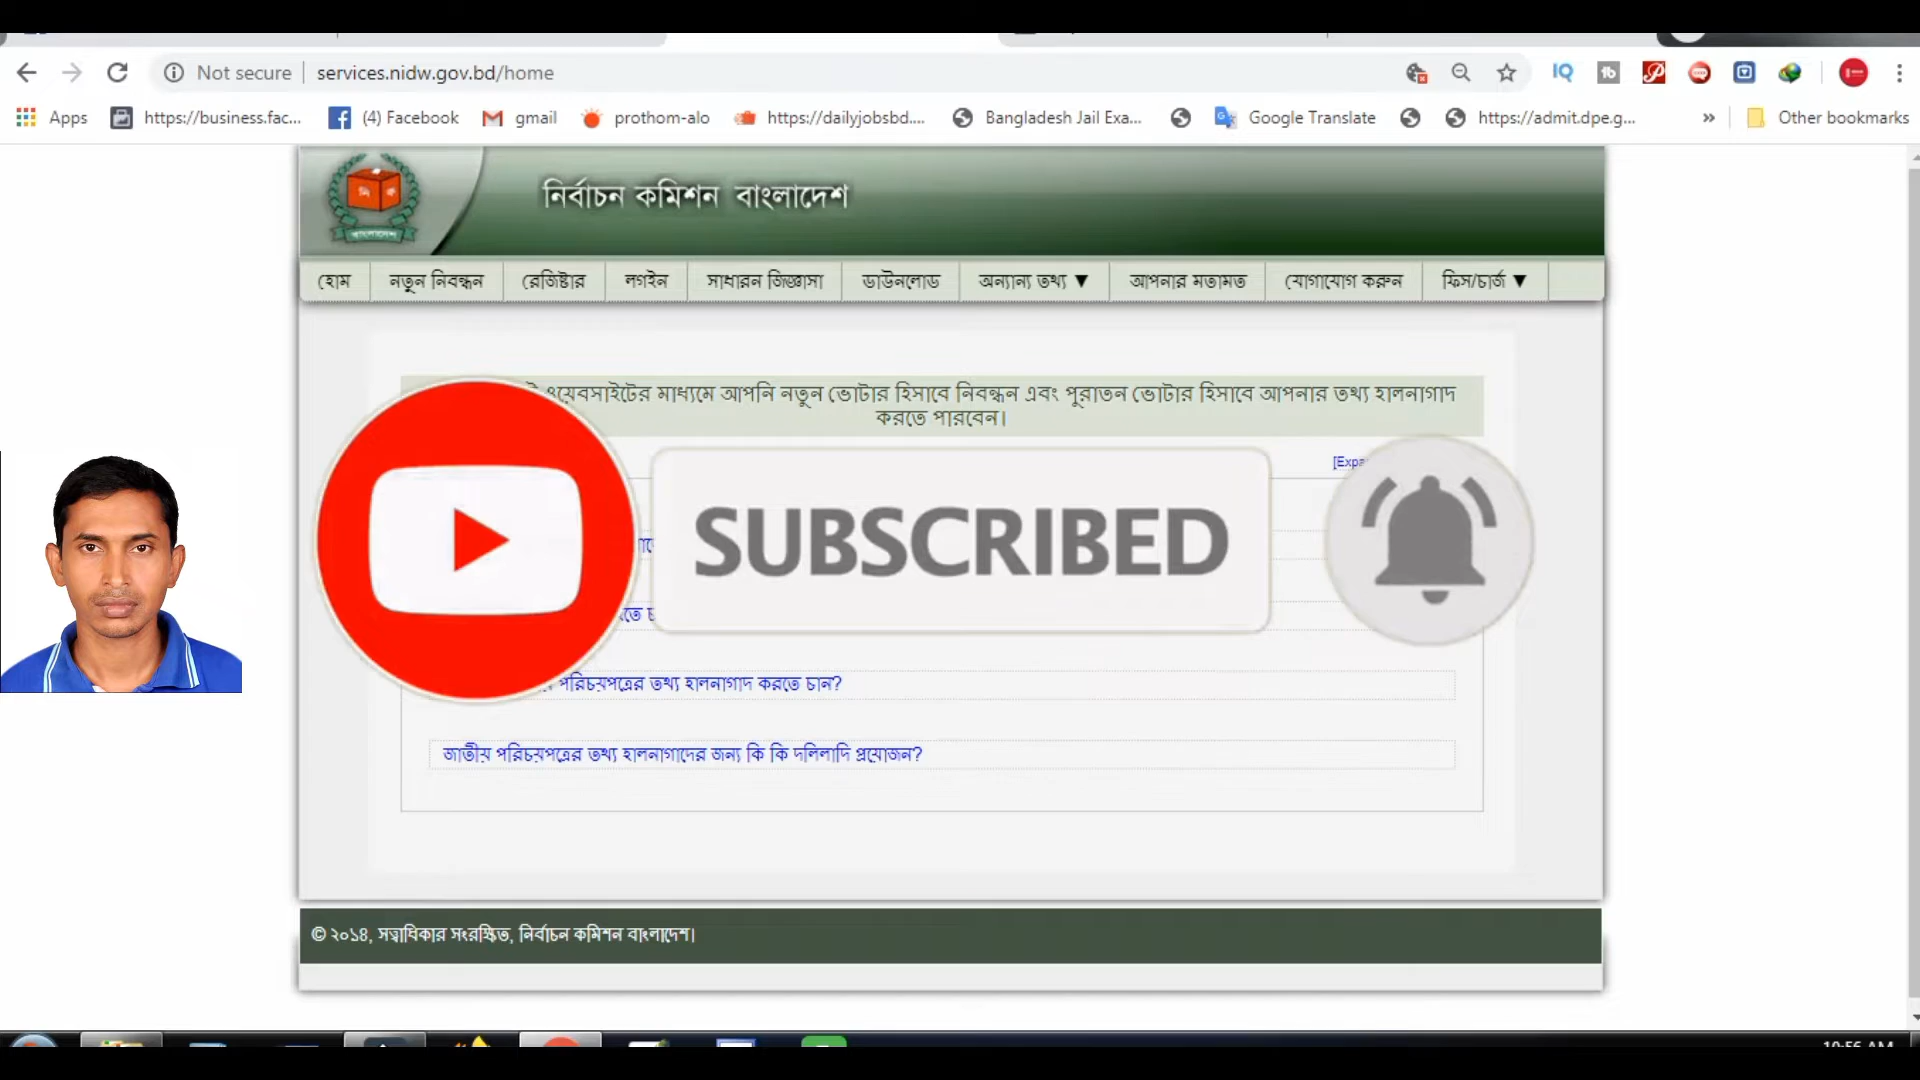 Not secure services.nidw.gov.bd/home
Apps https://business.fac... (4) Facebook gmail prothom-alo https://dailyjobsbd.... Bangladesh Jail Exa... Google Translate https://admit.dpe.g... » Other bookmarks
নির্বাচন কমিশন বাংলাদেশ
হোম নতুন নিবন্ধন রেজিষ্টার লগইন সাধারন জিজ্ঞাসা ডাউনলোড অন্যান্য তথ্য ▼ আপনার মতামত যোগাযোগ করুন ফিস/চার্জ ▼
ওয়েবসাইটের মাধ্যমে আপনি নতুন ভোটার হিসাবে নিবন্ধন এবং পুরাতন ভোটার হিসাবে আপনার তথ্য হালনাগাদ
করতে পারবেন।
[Expa
SUBSCRIBED
পরিচয়পত্রের তথ্য হালনাগাদ করতে চান?
জাতীয় পরিচয়পত্রের তথ্য হালনাগাদের জন্য কি কি দলিলাদি প্রযোজন?
© ২০১৪, সত্বাধিকার সংরক্ষিত, নির্বাচন কমিশন বাংলাদেশ।
10:56 AM